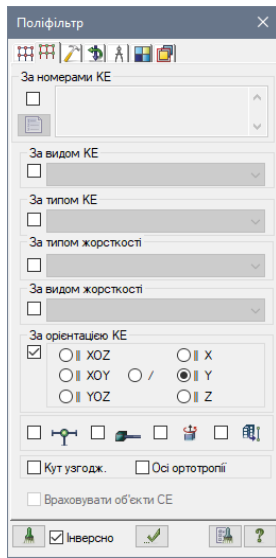 Поліфільтр
За номерами КЕ
За видом КЕ
За типом КЕ
За типом жорсткості
За видом жорсткості
За орієнтацією КЕ
XOZ X
XOY / Y
YOZ Z
Кут узгодж. Осі ортотропії
Враховувати об'єкти СЕ
Інверсно ?